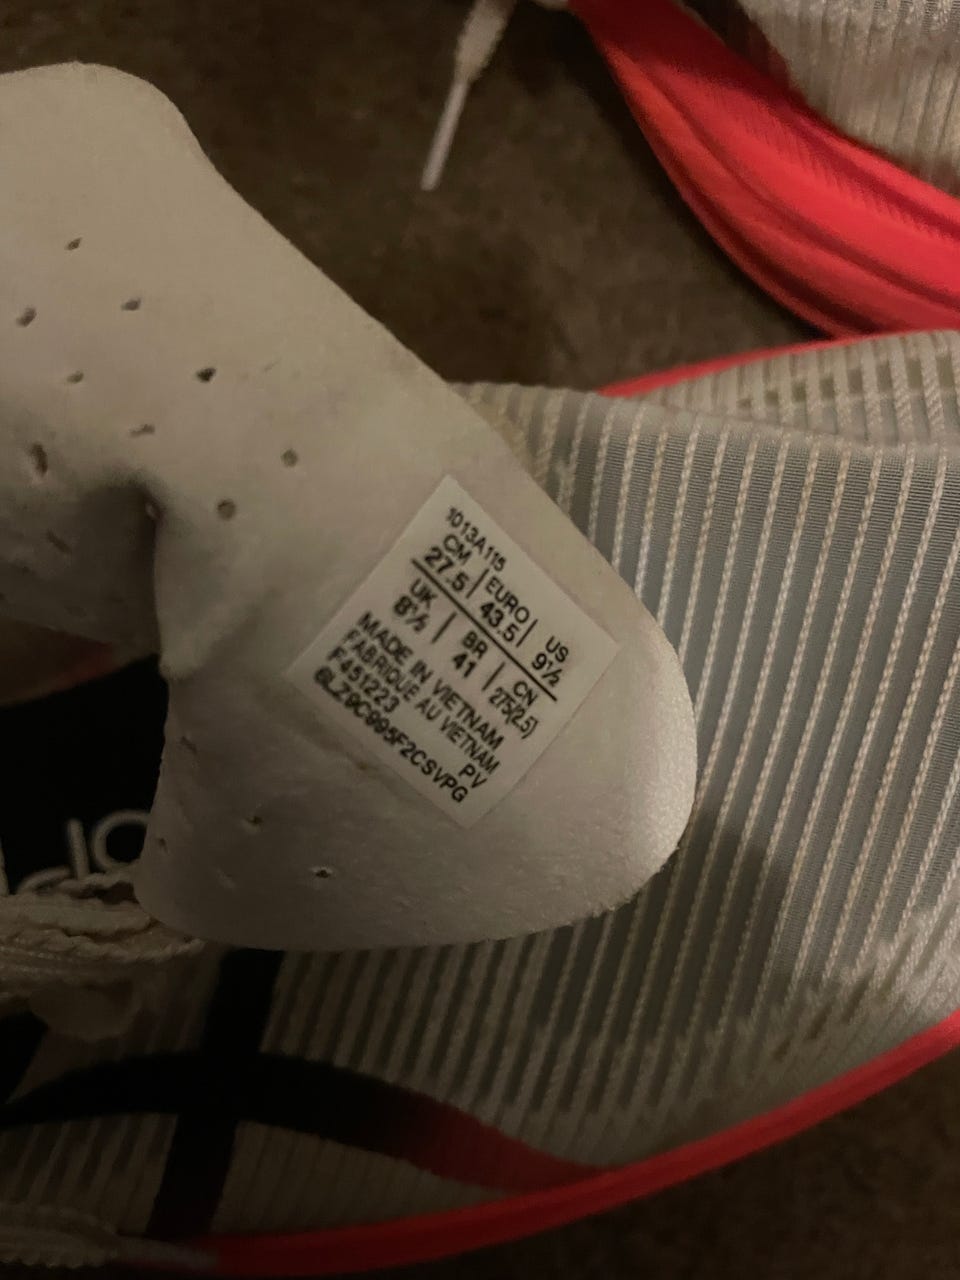 1013A115
CM | EURO | US
27.5 | 43.5 | 9½
UK | BR | CN
8½ | 41 | 275(2.5)
MADE IN VIETNAM
FABRIQUE AU VIETNAM
F451223 PV
6LZ9C995F2CSVPG